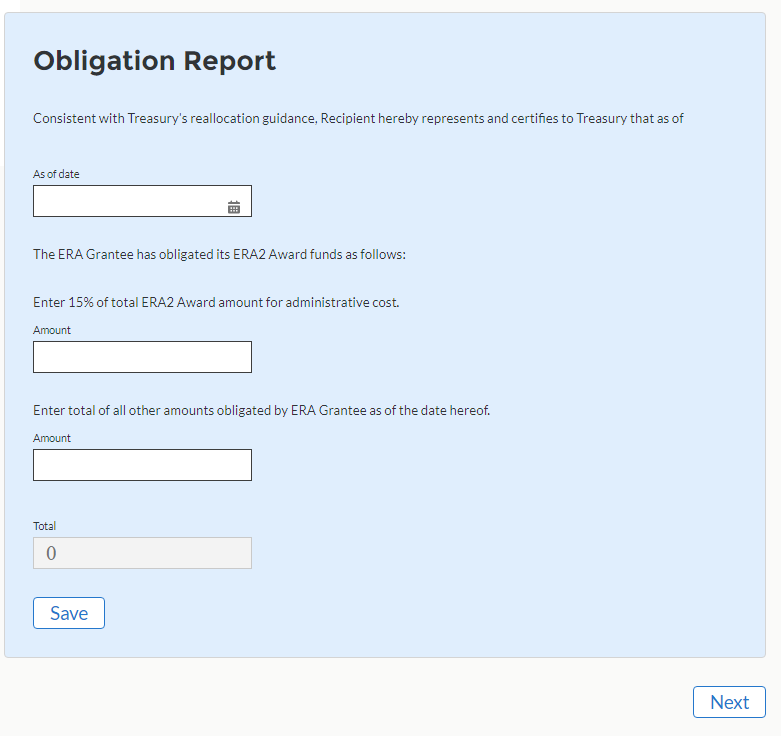 Obligation Report
Consistent with Treasury's reallocation guidance, Recipient hereby represents and certifies to Treasury that as of
As of date
The ERA Grantee has obligated its ERA2 Award funds as follows:
Enter 15% of total ERA2 Award amount for administrative cost.
Amount
Enter total of all other amounts obligated by ERA Grantee as of the date hereof.
Amount
Total
0
Save
Next